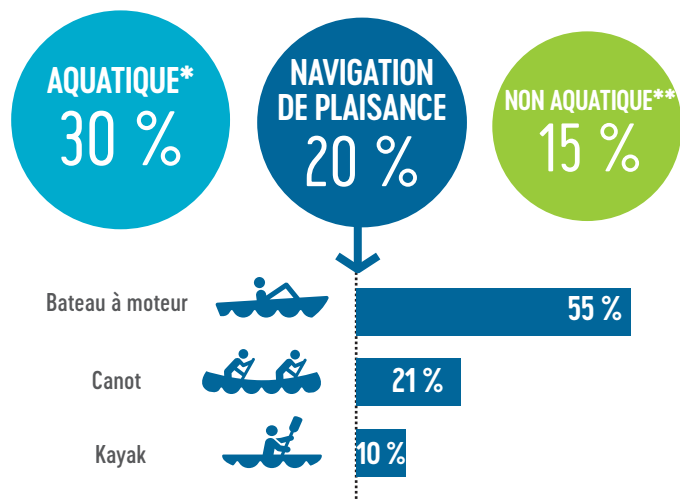 AQUATIQUE*
30 %
NAVIGATION
DE PLAISANCE
20 %
NON AQUATIQUE**
15 %
Bateau à moteur
55 %
Canot
21 %
Kayak
10 %